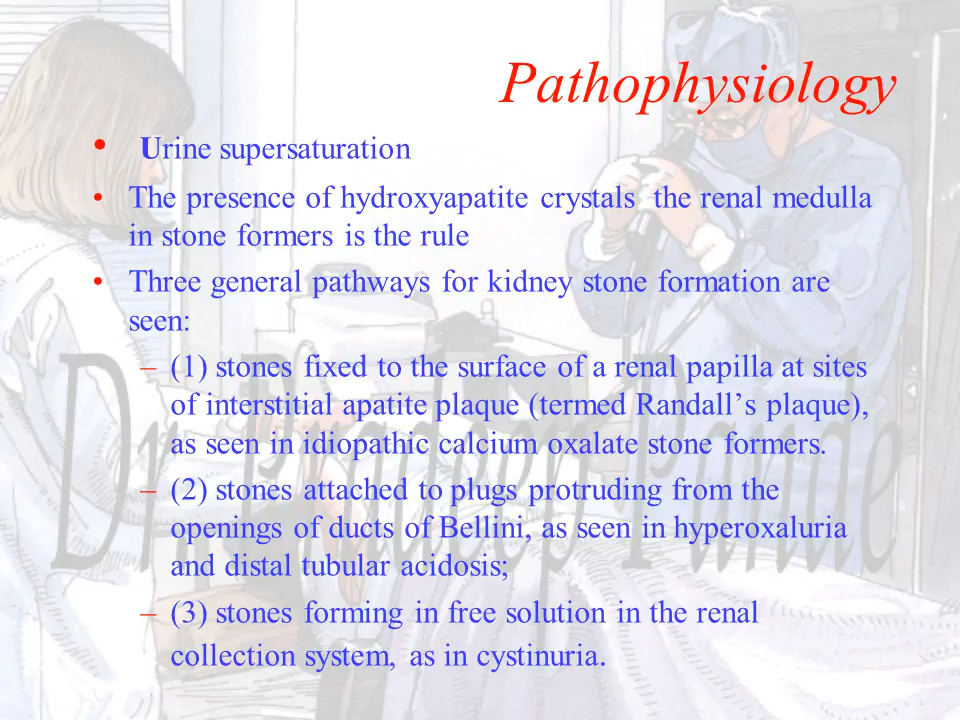 Pathophysiology
• Urine supersaturation
• The presence of hydroxyapatite crystals the renal medulla
in stone formers is the rule
• Three general pathways for kidney stone formation are
seen:
– (1) stones fixed to the surface of a renal papilla at sites
of interstitial apatite plaque (termed Randall’s plaque),
as seen in idiopathic calcium oxalate stone formers.
– (2) stones attached to plugs protruding from the
openings of ducts of Bellini, as seen in hyperoxaluria
and distal tubular acidosis;
– (3) stones forming in free solution in the renal
collection system, as in cystinuria.
Dr. Pradeep Pande